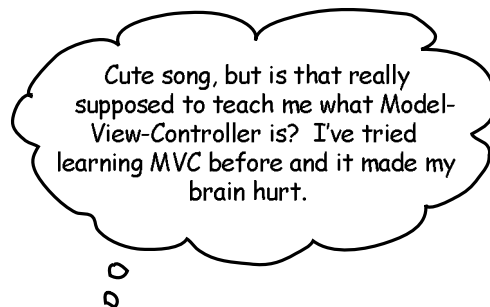 Cute song, but is that really
supposed to teach me what Model-
View-Controller is?  I've tried
learning MVC before and it made my
brain hurt.